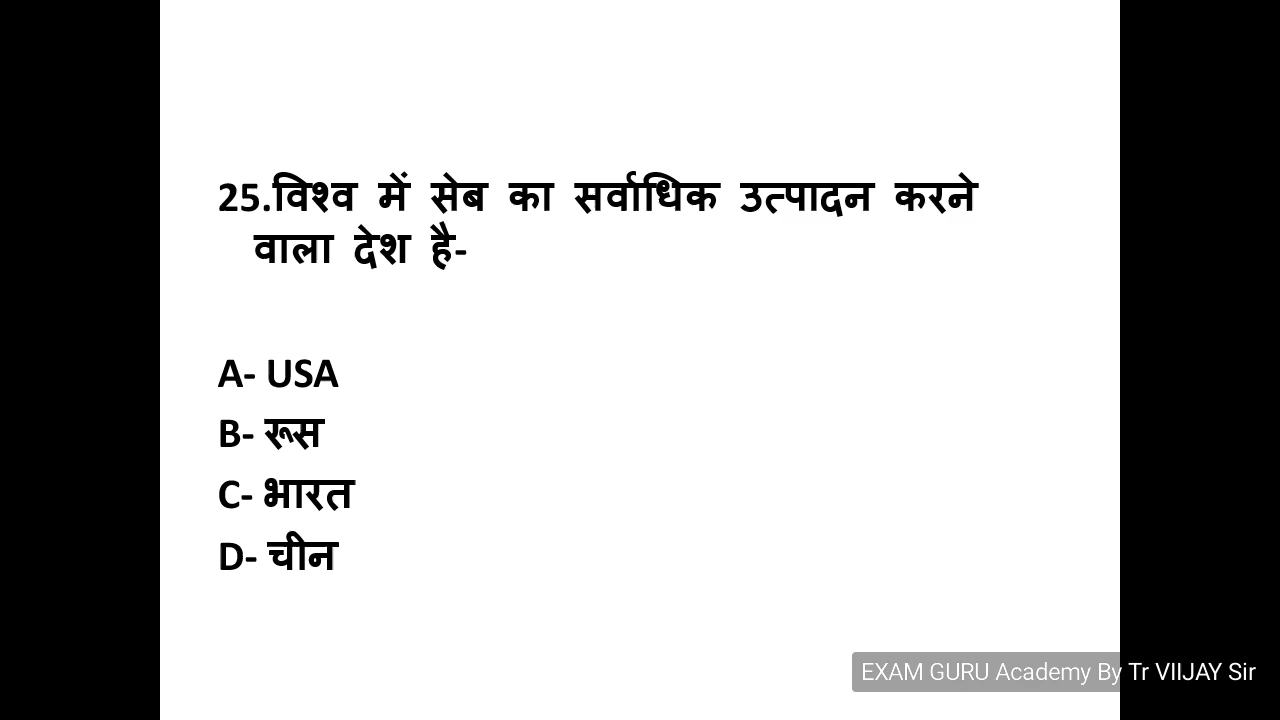 25.विश्व में सेब का सर्वाधिक उत्पादन करने
वाला देश है-
A- USA
B- रूस
C- भारत
D- चीन
EXAM GURU Academy By Tr VIIJAY Sir